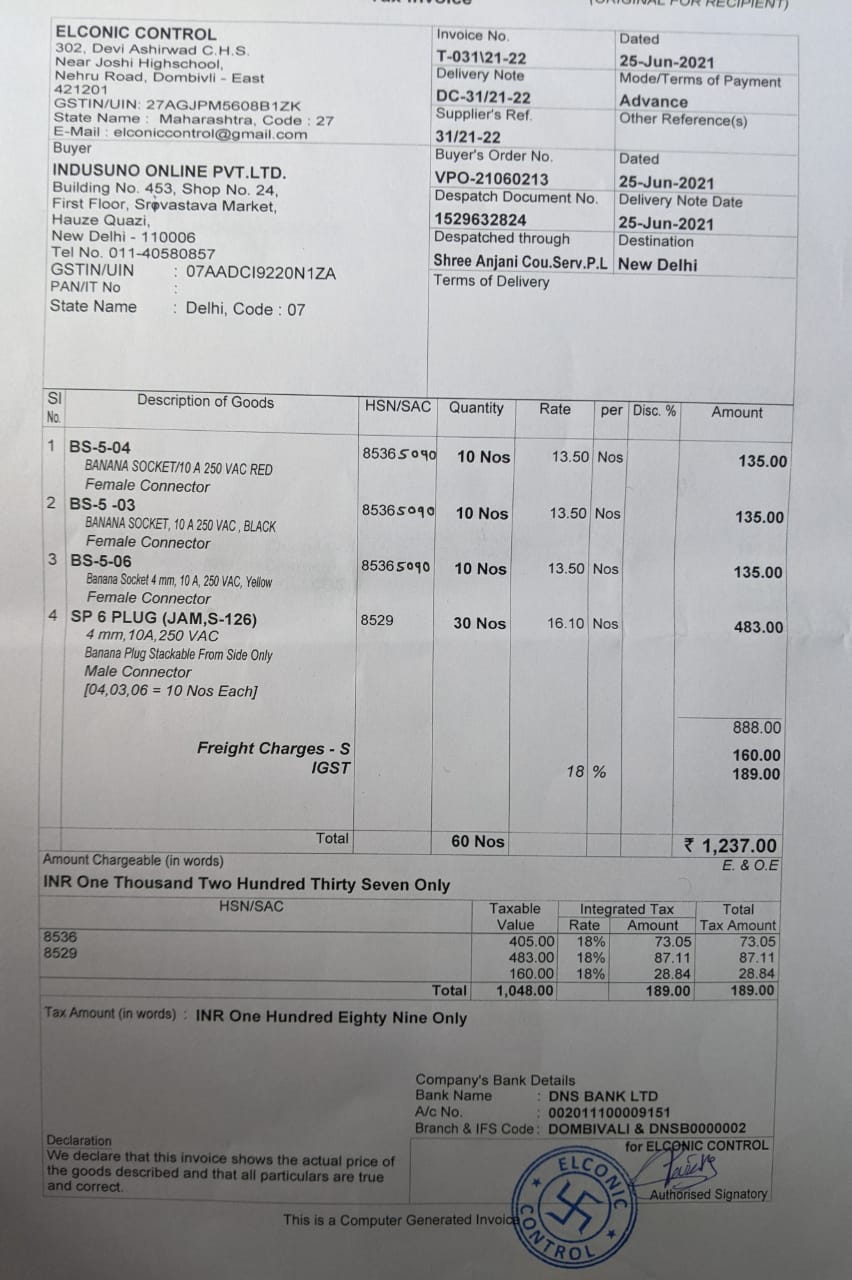 Tax Invoice
(ORIGINAL FOR RECIPIENT)
ELCONIC CONTROL
302, Devi Ashirwad C.H.S.
Near Joshi Highschool,
Nehru Road, Dombivli - East
421201
GSTIN/UIN: 27AGJPM5608B1ZK
State Name : Maharashtra, Code : 27
E-Mail : elconiccontrol@gmail.com
Buyer
INDUSUNO ONLINE PVT.LTD.
Building No. 453, Shop No. 24,
First Floor, Srivastava Market,
Hauze Quazi,
New Delhi - 110006
Tel No. 011-40580857
GSTIN/UIN : 07AADCI9220N1ZA
PAN/IT No :
State Name : Delhi, Code : 07
Invoice No. Dated
T-031\21-22 25-Jun-2021
Delivery Note Mode/Terms of Payment
DC-31/21-22 Advance
Supplier's Ref. Other Reference(s)
31/21-22
Buyer's Order No. Dated
VPO-21060213 25-Jun-2021
Despatch Document No. Delivery Note Date
1529632824 25-Jun-2021
Despatched through Destination
Shree Anjani Cou.Serv.P.L New Delhi
Terms of Delivery
Sl No. Description of Goods HSN/SAC Quantity Rate per Disc. % Amount
1 BS-5-04 85365090 10 Nos 13.50 Nos 135.00
BANANA SOCKET/10 A 250 VAC RED
Female Connector
2 BS-5 -03 85365090 10 Nos 13.50 Nos 135.00
BANANA SOCKET, 10 A 250 VAC , BLACK
Female Connector
3 BS-5-06 85365090 10 Nos 13.50 Nos 135.00
Banana Socket 4 mm, 10 A, 250 VAC, Yellow
Female Connector
4 SP 6 PLUG (JAM,S-126) 8529 30 Nos 16.10 Nos 483.00
4 mm,10A,250 VAC
Banana Plug Stackable From Side Only
Male Connector
[04,03,06 = 10 Nos Each]
888.00
Freight Charges - S 160.00
IGST 18 % 189.00
Total 60 Nos ₹ 1,237.00
Amount Chargeable (in words) E. & O.E
INR One Thousand Two Hundred Thirty Seven Only
HSN/SAC Taxable Value Integrated Tax Rate Amount Total Tax Amount
8536 405.00 18% 73.05 73.05
8529 483.00 18% 87.11 87.11
160.00 18% 28.84 28.84
Total 1,048.00 189.00 189.00
Tax Amount (in words) : INR One Hundred Eighty Nine Only
Company's Bank Details
Bank Name : DNS BANK LTD
A/c No. : 002011100009151
Branch & IFS Code : DOMBIVALI & DNSB0000002
Declaration
We declare that this invoice shows the actual price of
the goods described and that all particulars are true
and correct.
for ELCONIC CONTROL
Authorised Signatory
ELCONIC CONTROL
This is a Computer Generated Invoice